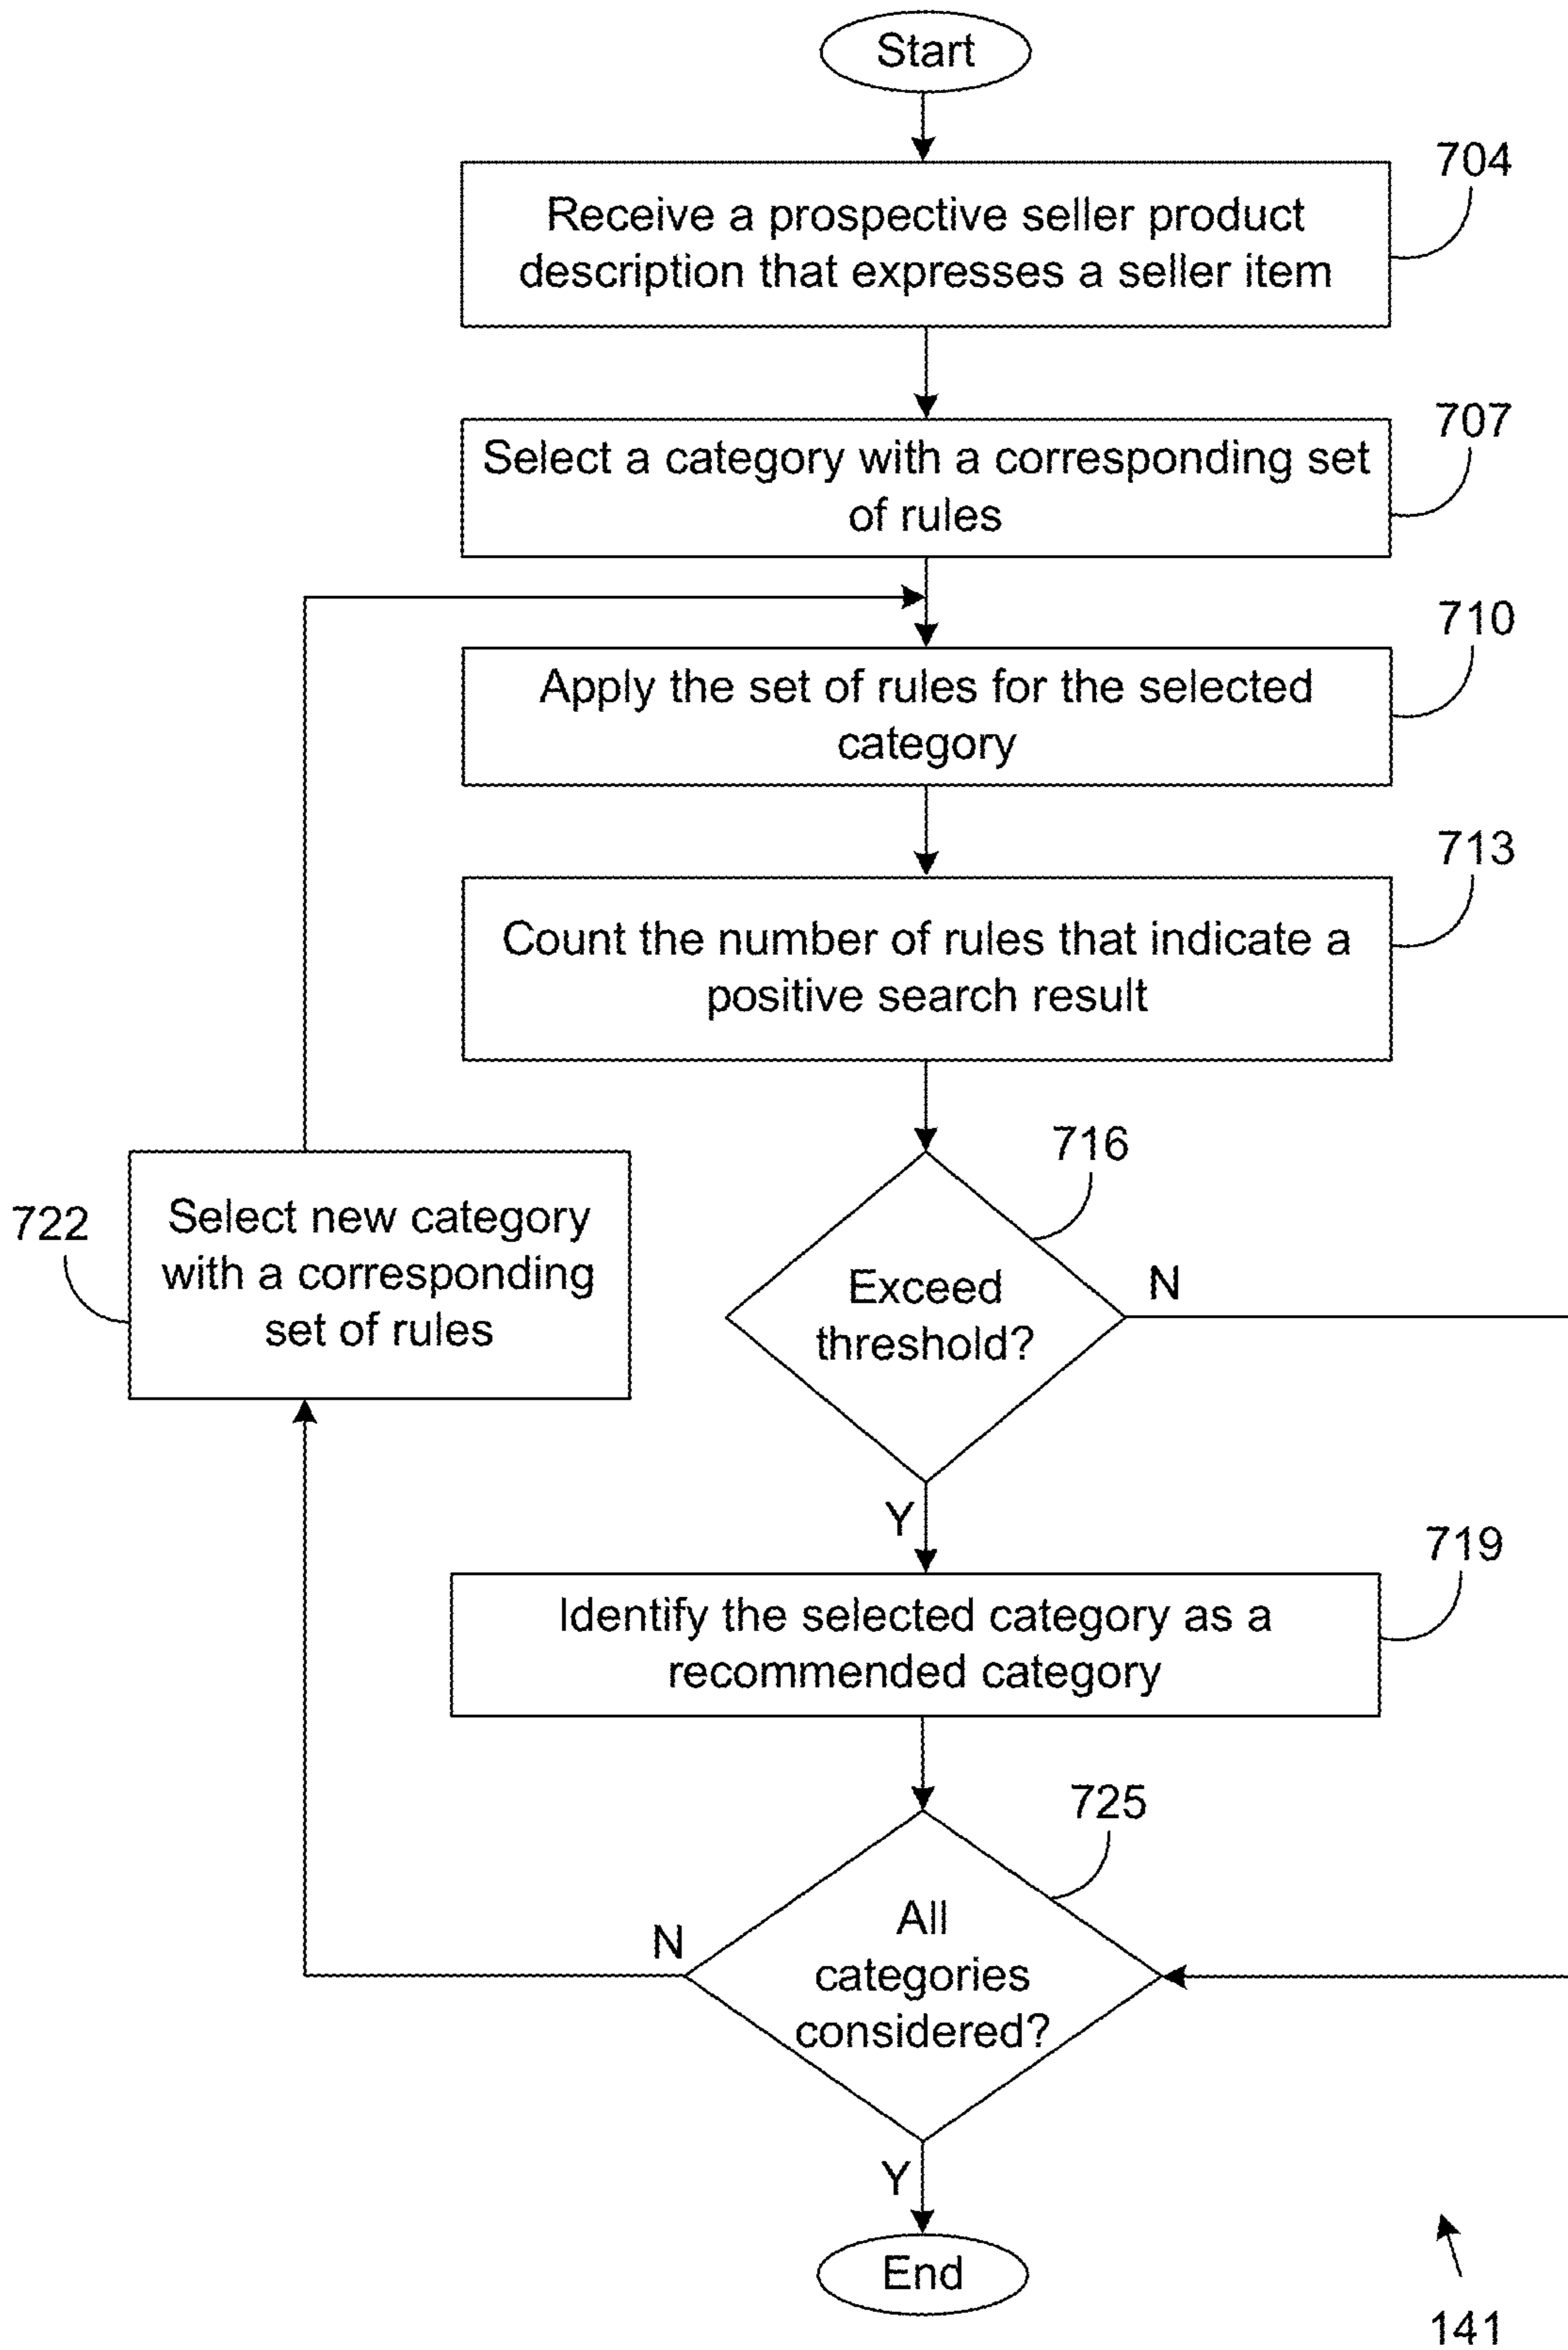 Start
704
Receive a prospective seller product
description that expresses a seller item
707
Select a category with a corresponding set
of rules
710
Apply the set of rules for the selected
category
713
Count the number of rules that indicate a
positive search result
716
722
Select new category
with a corresponding
set of rules
Exceed
threshold?
N
Y
719
Identify the selected category as a
recommended category
725
N
All
categories
considered?
Y
End
141